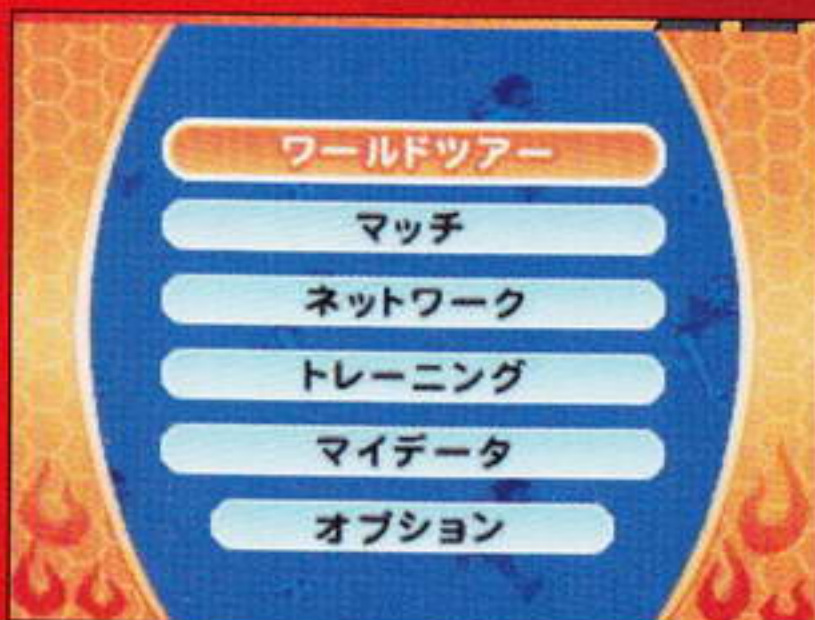 ワールドツアー
マッチ
ネットワーク
トレーニング
マイデータ
オプション